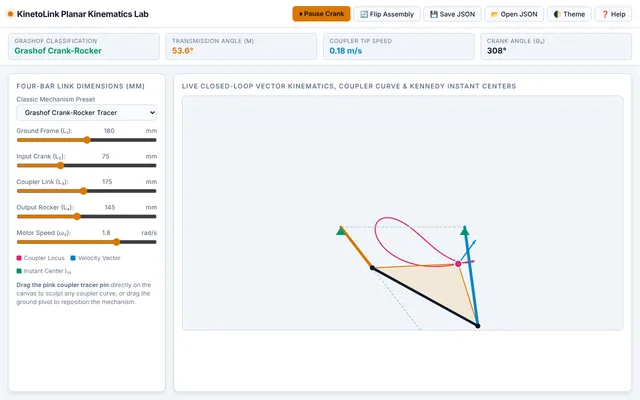 KinetoLink Planar Kinematics Lab
Pause Crank
Flip Assembly
Save JSON
Open JSON
Theme
Help
GRASHOF CLASSIFICATION
Grashof Crank-Rocker
TRANSMISSION ANGLE (Μ)
53.6°
COUPLER TIP SPEED
0.18 m/s
CRANK ANGLE (Θ₂)
308°
FOUR-BAR LINK DIMENSIONS (MM)
Classic Mechanism Preset
Grashof Crank-Rocker Tracer
Ground Frame (L₁): 180 mm
Input Crank (L₂): 75 mm
Coupler Link (L₃): 175 mm
Output Rocker (L₄): 145 mm
Motor Speed (ω₂): 1.8 rad/s
Coupler Locus
Velocity Vector
Instant Center I₂₄
Drag the pink coupler tracer pin directly on the
canvas to sculpt any coupler curve, or drag the
ground pivot to reposition the mechanism.
LIVE CLOSED-LOOP VECTOR KINEMATICS, COUPLER CURVE & KENNEDY INSTANT CENTERS